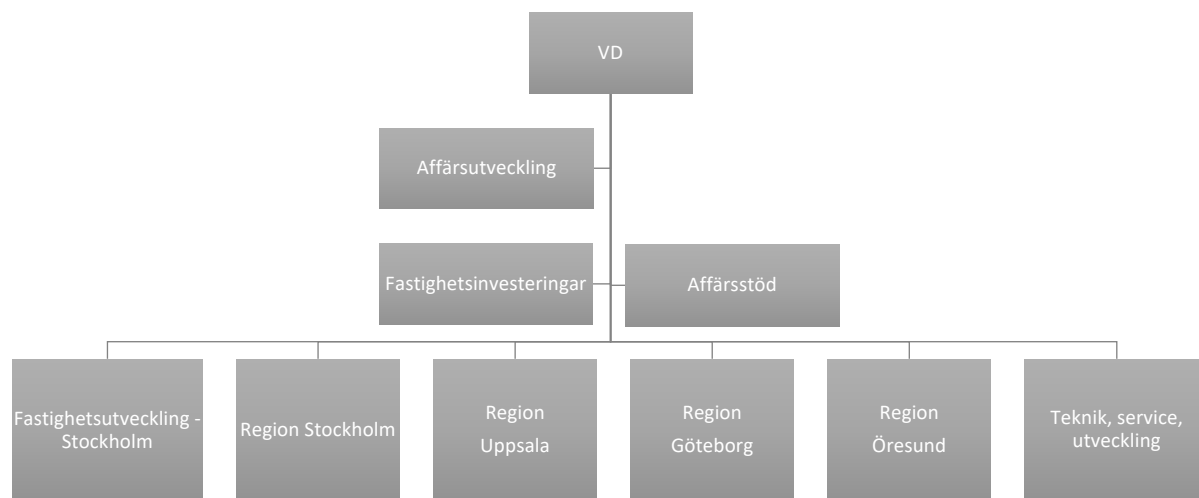 VD
Affärsutveckling
Fastighetsinvesteringar
Affärsstöd
Fastighetsutveckling -
Stockholm
Region Stockholm
Region
Uppsala
Region
Göteborg
Region
Öresund
Teknik, service,
utveckling